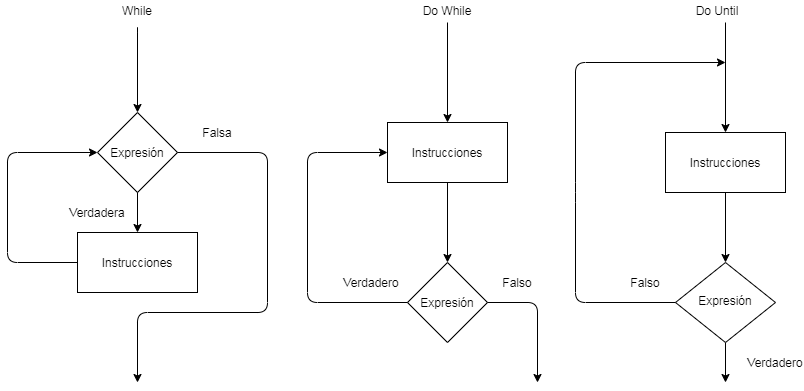 While
Expresión
Falsa
Verdadera
Instrucciones
Do While
Instrucciones
Verdadero
Expresión
Falso
Do Until
Instrucciones
Falso
Expresión
Verdadero